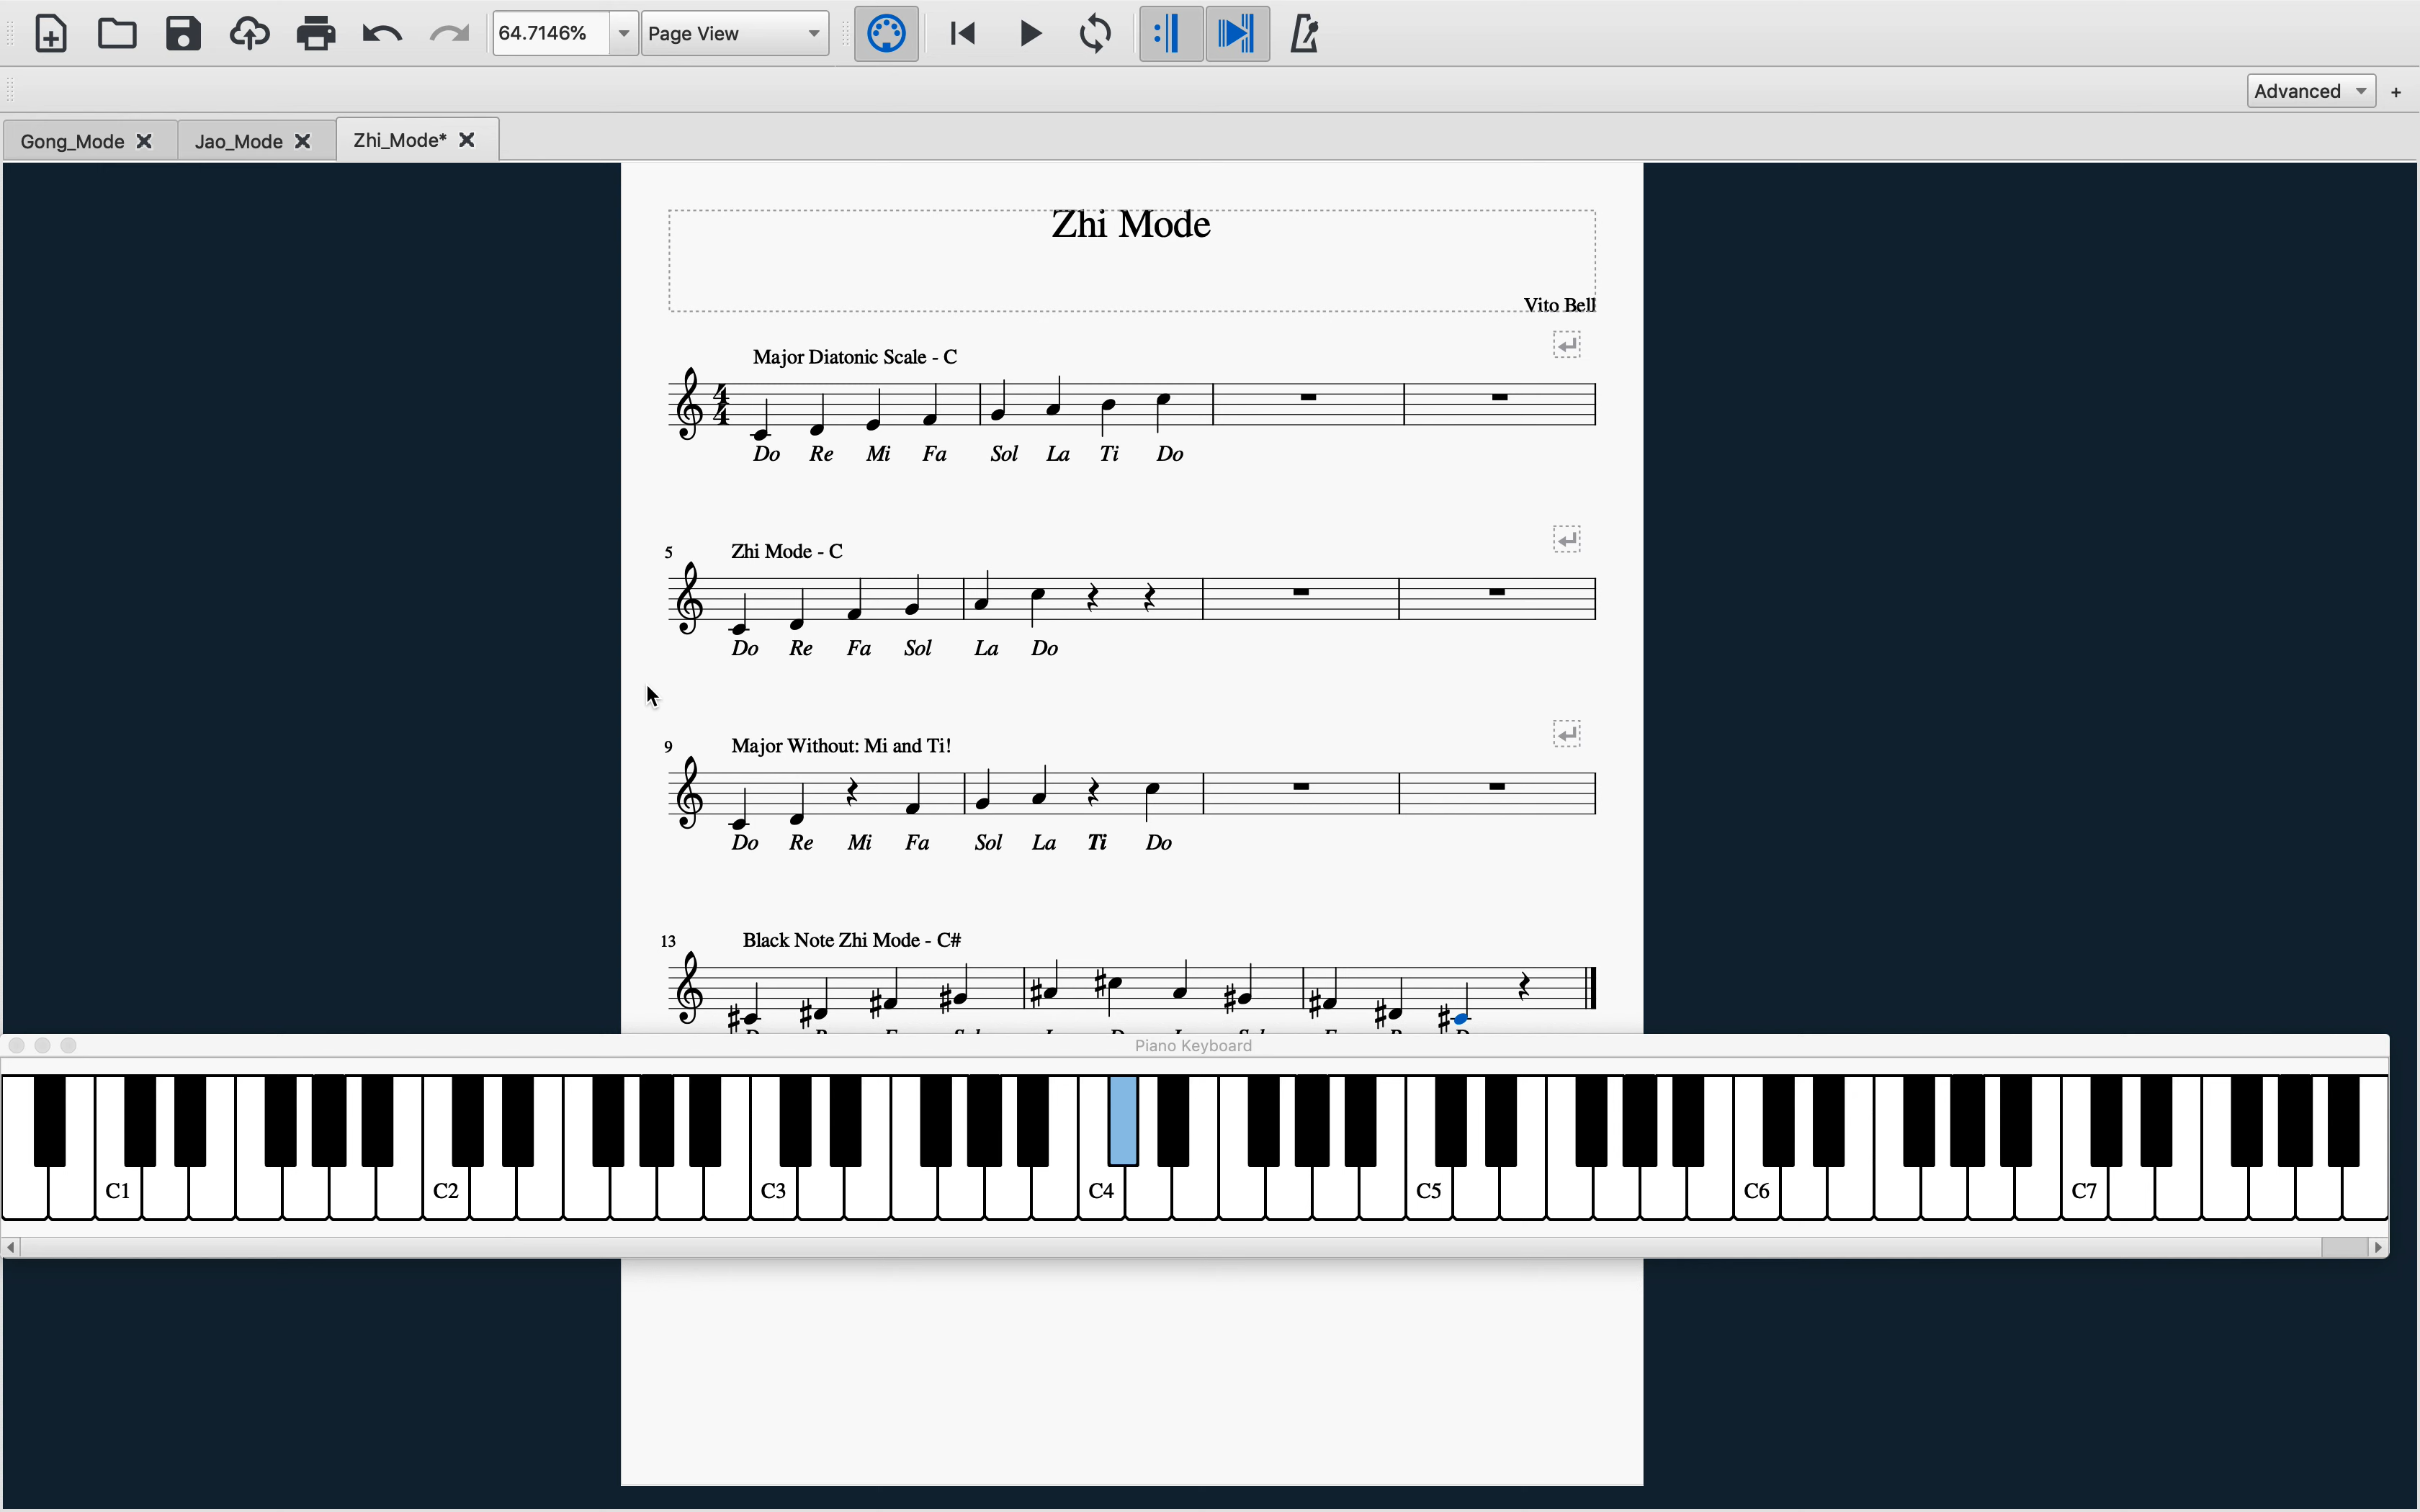 64.7146% Page View
Advanced +
Gong_Mode Jao_Mode Zhi_Mode*
Zhi Mode
Vito Bell
Major Diatonic Scale - C
4
4
Do Re Mi Fa Sol La Ti Do
5 Zhi Mode - C
Do Re Fa Sol La Do
9 Major Without: Mi and Ti!
Do Re Mi Fa Sol La Ti Do
13 Black Note Zhi Mode - C#
Piano Keyboard
C1 C2 C3 C4 C5 C6 C7